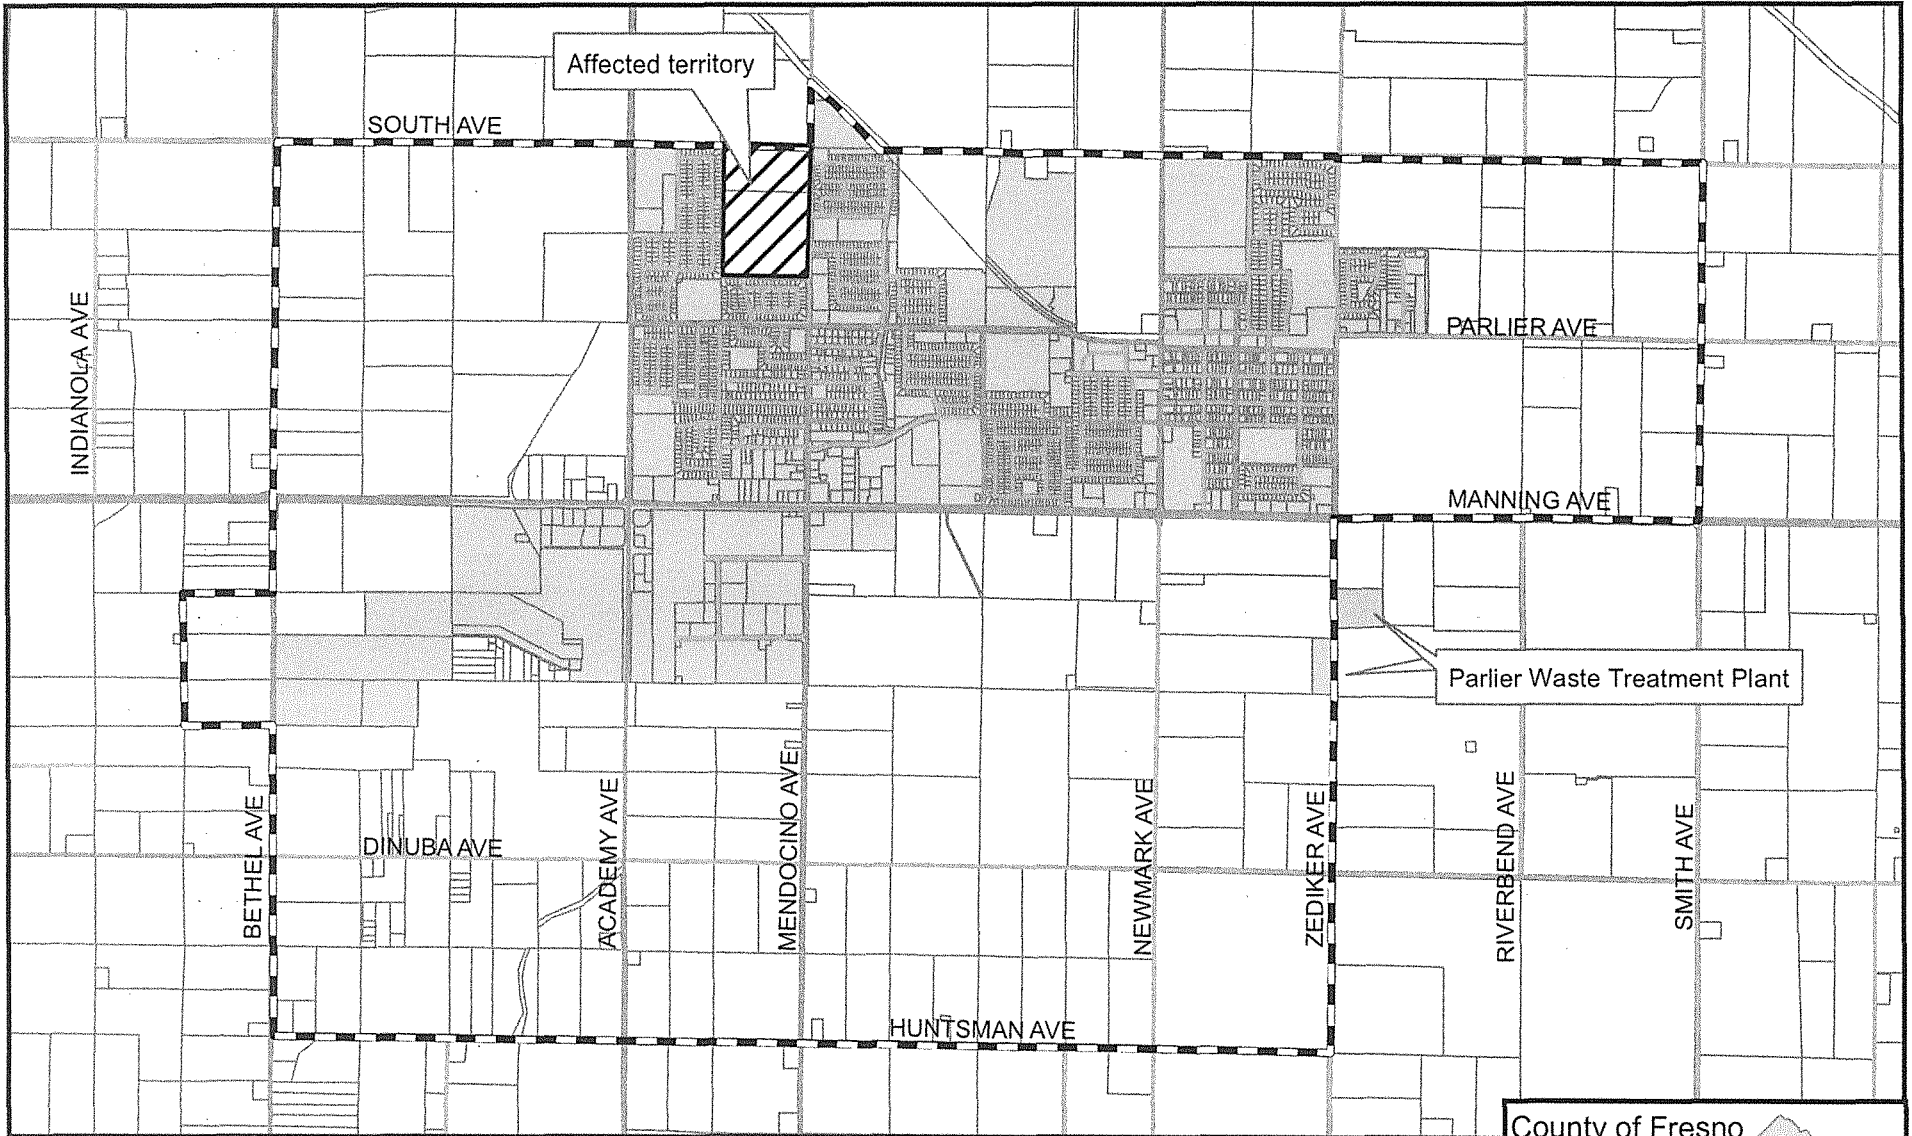 Affected territory
SOUTH AVE
INDIANOLA AVE
PARLIER AVE
MANNING AVE
Parlier Waste Treatment Plant
BETHEL AVE
DINUBA AVE
ACADEMY AVE
MENDOCINO AVE
NEWMARK AVE
ZEDIKER AVE
RIVERBEND AVE
SMITH AVE
HUNTSMAN AVE
County of Fresno